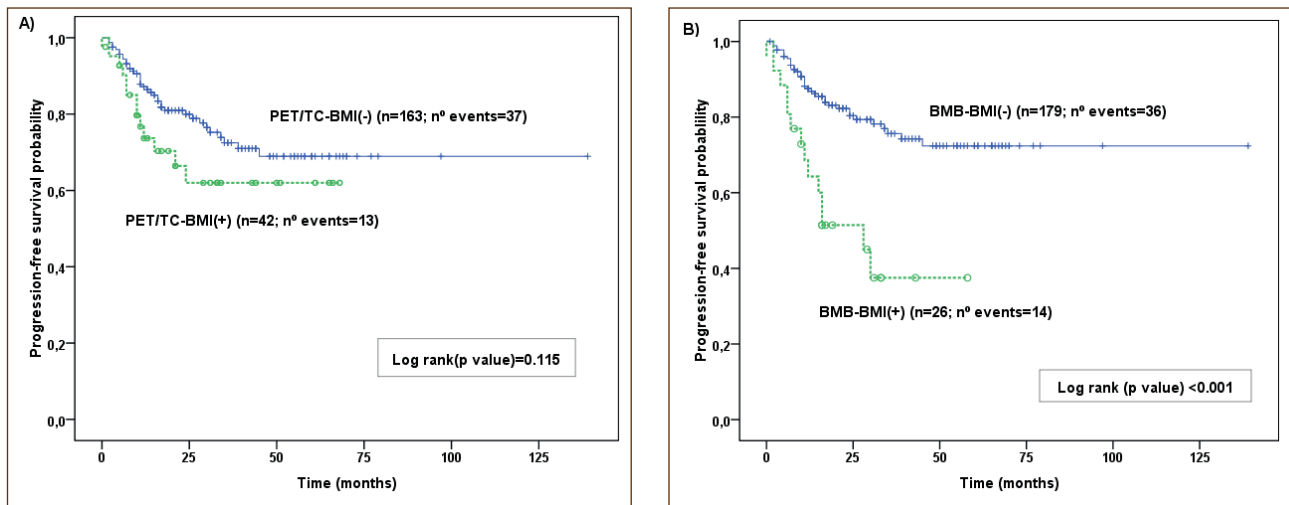 A)
Progression-free survival probability
1,0
0,8
0,6
0,4
0,2
0,0
PET/TC-BMI(-) (n=163; nº events=37)
PET/TC-BMI(+) (n=42; nº events=13)
Log rank(p value)=0.115
0 25 50 75 100 125
Time (months)
B)
Progression-free survival probability
1,0
0,8
0,6
0,4
0,2
0,0
BMB-BMI(-) (n=179; nº events=36)
BMB-BMI(+) (n=26; nº events=14)
Log rank (p value) <0.001
0 25 50 75 100 125
Time (months)